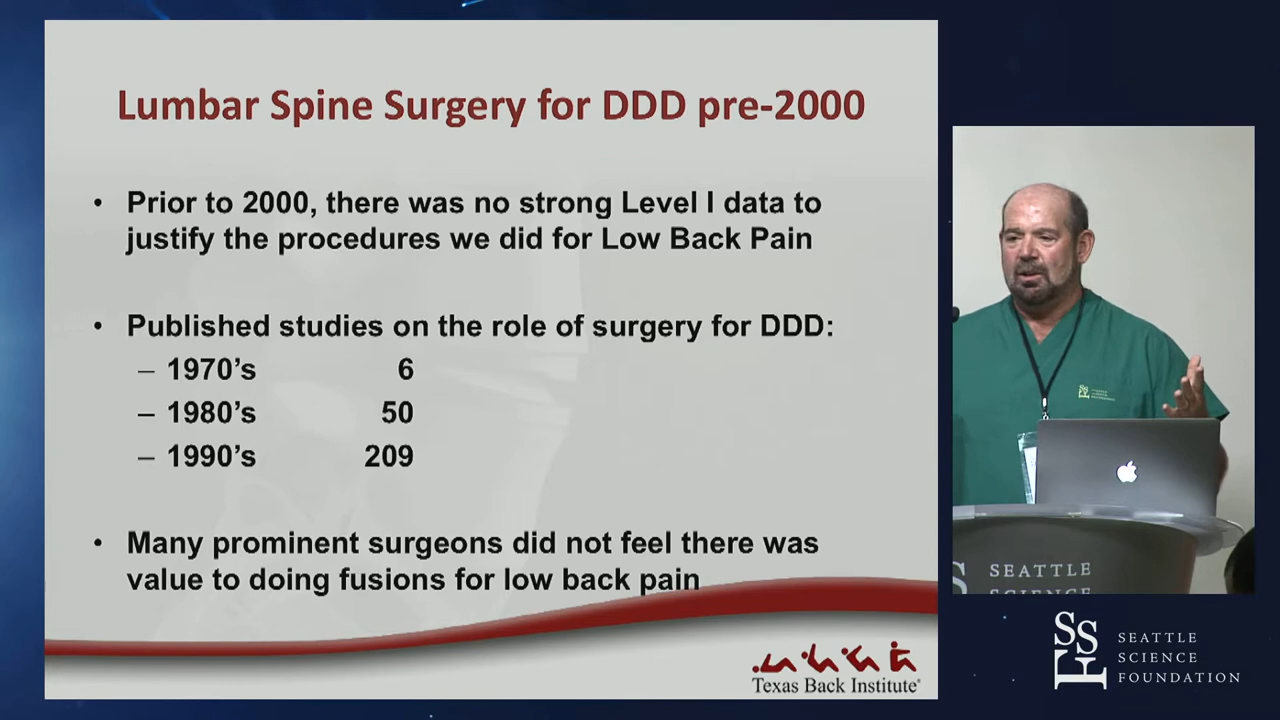 Lumbar Spine Surgery for DDD pre-2000
• Prior to 2000, there was no strong Level I data to
justify the procedures we did for Low Back Pain
• Published studies on the role of surgery for DDD:
– 1970’s 6
– 1980’s 50
– 1990’s 209
• Many prominent surgeons did not feel there was
value to doing fusions for low back pain
Texas Back Institute
SEATTLE
SCIENCE
SSF
SEATTLE
SCIENCE
FOUNDATION